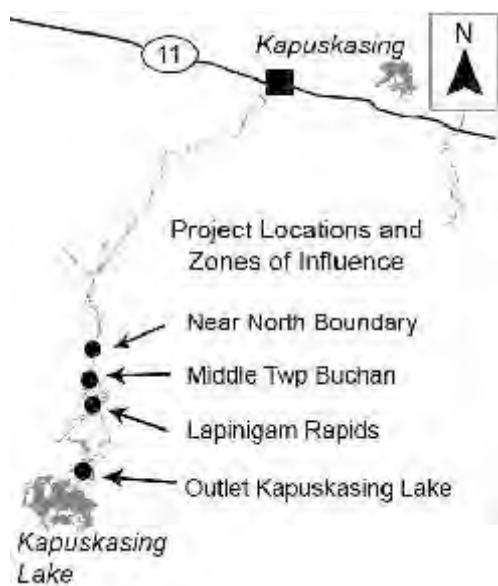 Kapuskasing
N
11
Project Locations and
Zones of Influence
Near North Boundary
Middle Twp Buchan
Lapinigam Rapids
Outlet Kapuskasing Lake
Kapuskasing
Lake